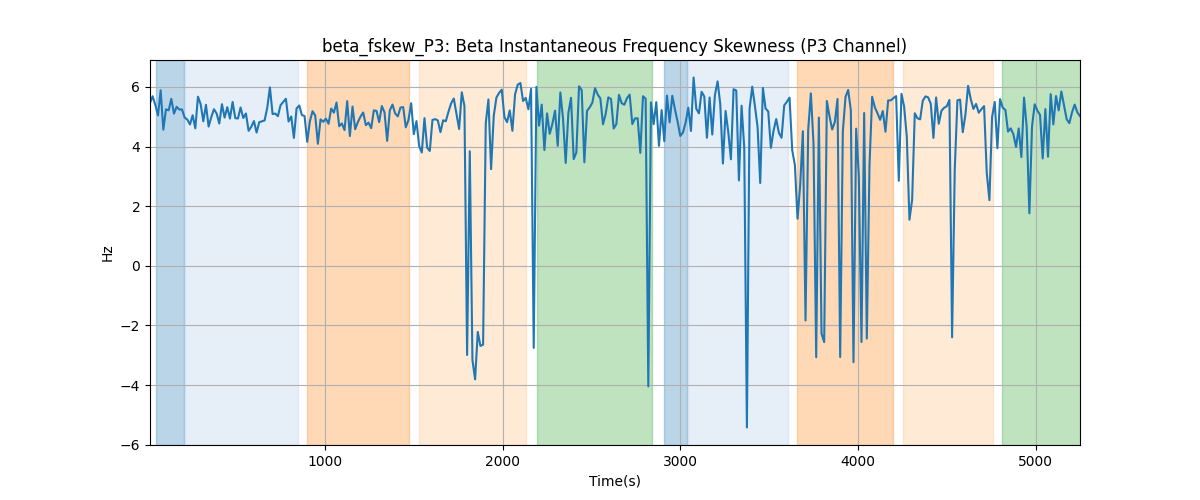 beta_fskew_P3: Beta Instantaneous Frequency Skewness (P3 Channel)
6
4
2
0
−2
−4
−6
Hz
1000 2000 3000 4000 5000
Time(s)